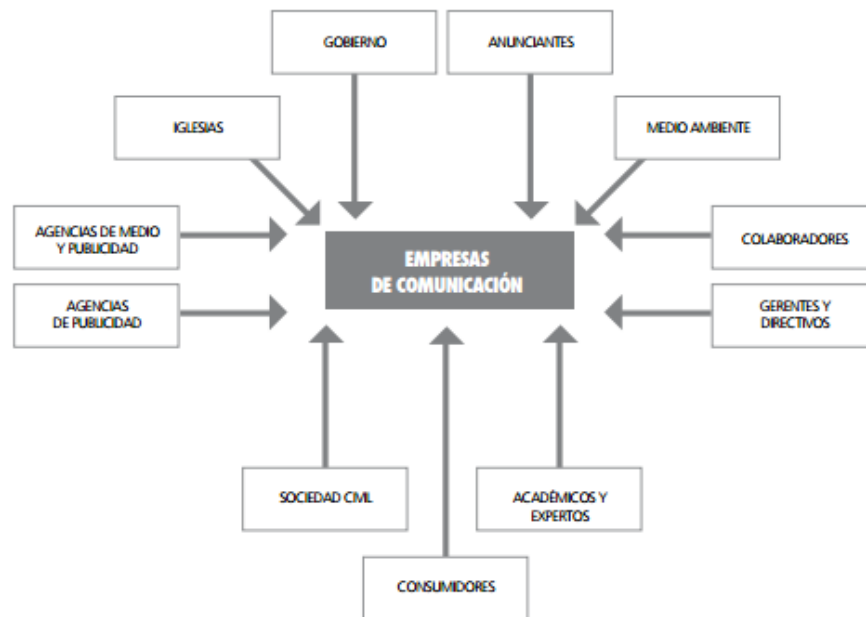 GOBIERNO
ANUNCIANTES
IGLESIAS
MEDIO AMBIENTE
AGENCIAS DE MEDIO
Y PUBLICIDAD
EMPRESAS
DE COMUNICACIÓN
COLABORADORES
AGENCIAS
DE PUBLICIDAD
GERENTES Y
DIRECTIVOS
SOCIEDAD CIVIL
ACADÉMICOS Y
EXPERTOS
CONSUMIDORES